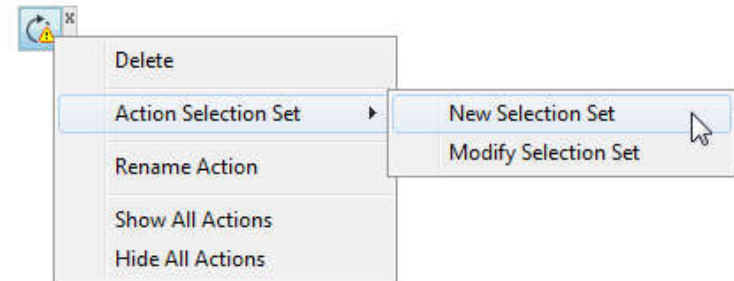 Delete
Action Selection Set
New Selection Set
Modify Selection Set
Rename Action
Show All Actions
Hide All Actions